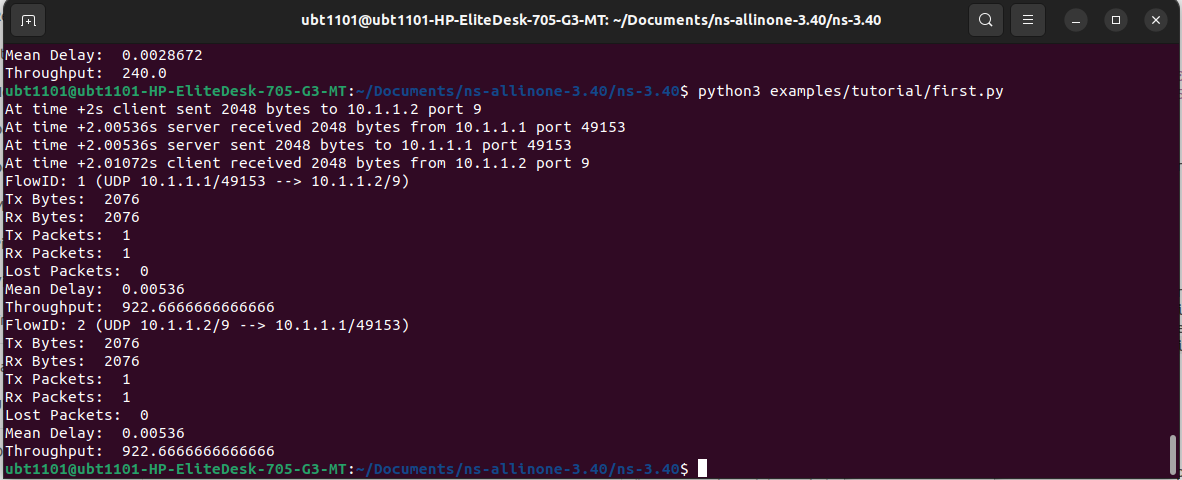 ubt1101@ubt1101-HP-EliteDesk-705-G3-MT: ~/Documents/ns-allinone-3.40/ns-3.40
Mean Delay:  0.0028672
Throughput:  240.0
ubt1101@ubt1101-HP-EliteDesk-705-G3-MT:~/Documents/ns-allinone-3.40/ns-3.40$ python3 examples/tutorial/first.py
At time +2s client sent 2048 bytes to 10.1.1.2 port 9
At time +2.00536s server received 2048 bytes from 10.1.1.1 port 49153
At time +2.00536s server sent 2048 bytes to 10.1.1.1 port 49153
At time +2.01072s client received 2048 bytes from 10.1.1.2 port 9
FlowID: 1 (UDP 10.1.1.1/49153 --> 10.1.1.2/9)
Tx Bytes:  2076
Rx Bytes:  2076
Tx Packets:  1
Rx Packets:  1
Lost Packets:  0
Mean Delay:  0.00536
Throughput:  922.6666666666666
FlowID: 2 (UDP 10.1.1.2/9 --> 10.1.1.1/49153)
Tx Bytes:  2076
Rx Bytes:  2076
Tx Packets:  1
Rx Packets:  1
Lost Packets:  0
Mean Delay:  0.00536
Throughput:  922.6666666666666
ubt1101@ubt1101-HP-EliteDesk-705-G3-MT:~/Documents/ns-allinone-3.40/ns-3.40$